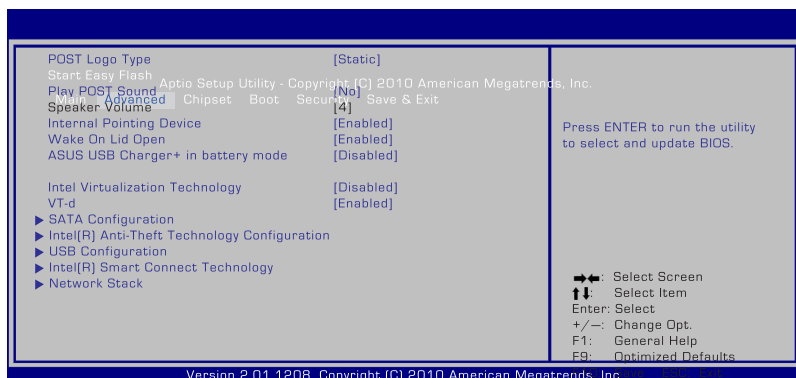 POST Logo Type [Static]
Start Easy Flash
Aptio Setup Utility - Copyright (C) 2010 American Megatrends, Inc.
Play POST Sound [No]
Main Advanced Chipset Boot Security Save & Exit
Speaker Volume [4]
Internal Pointing Device [Enabled]
Wake On Lid Open [Enabled]
ASUS USB Charger+ in battery mode [Disabled]
Intel Virtualization Technology [Disabled]
VT-d [Enabled]
SATA Configuration
Intel(R) Anti-Theft Technology Configuration
USB Configuration
Intel(R) Smart Connect Technology
Network Stack
Press ENTER to run the utility
to select and update BIOS.
→←: Select Screen
↑↓: Select Item
Enter: Select
+/—: Change Opt.
F1: General Help
F9: Optimized Defaults
F10: Save ESC: Exit
Version 2.01.1208. Copyright (C) 2010 American Megatrends, Inc.